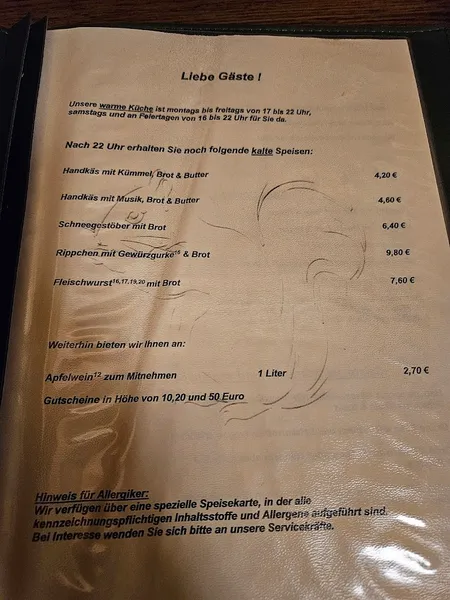 Liebe Gäste !
Unsere warme Küche ist montags bis freitags von 17 bis 22 Uhr,
samstags und an Feiertagen von 16 bis 22 Uhr für Sie da.
Nach 22 Uhr erhalten Sie noch folgende kalte Speisen:
Handkäs mit Kümmel, Brot & Butter 4,20 €
Handkäs mit Musik, Brot & Butter 4,60 €
Schneegestöber mit Brot 6,40 €
Rippchen mit Gewürzgurke¹⁵ & Brot 9,80 €
Fleischwurst¹⁶,¹⁷,¹⁹,²⁰ mit Brot 7,60 €
Weiterhin bieten wir Ihnen an:
Apfelwein¹² zum Mitnehmen 1 Liter 2,70 €
Gutscheine in Höhe von 10,20 und 50 Euro
Hinweis für Allergiker:
Wir verfügen über eine spezielle Speisekarte, in der alle
kennzeichnungspflichtigen Inhaltsstoffe und Allergene aufgeführt sind.
Bei Interesse wenden Sie sich bitte an unsere Servicekräfte.